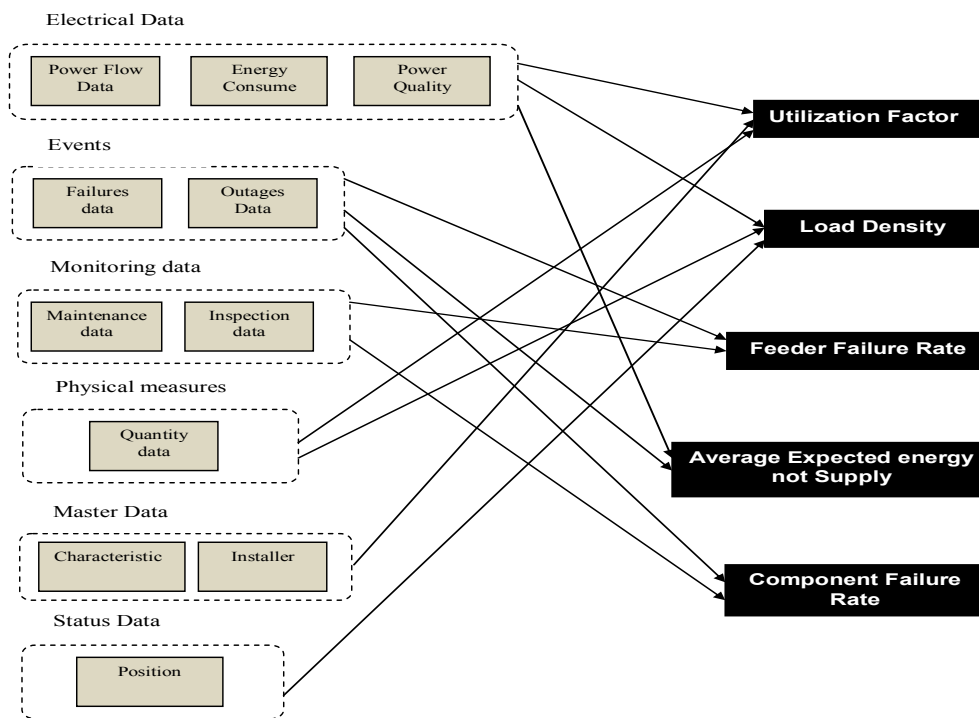 Electrical Data
Power Flow
Data
Energy
Consume
Power
Quality
Events
Failures
data
Outages
Data
Monitoring data
Maintenance
data
Inspection
data
Physical measures
Quantity
data
Master Data
Characteristic
Installer
Status Data
Position
Utilization Factor
Load Density
Feeder Failure Rate
Average Expected energy
not Supply
Component Failure
Rate